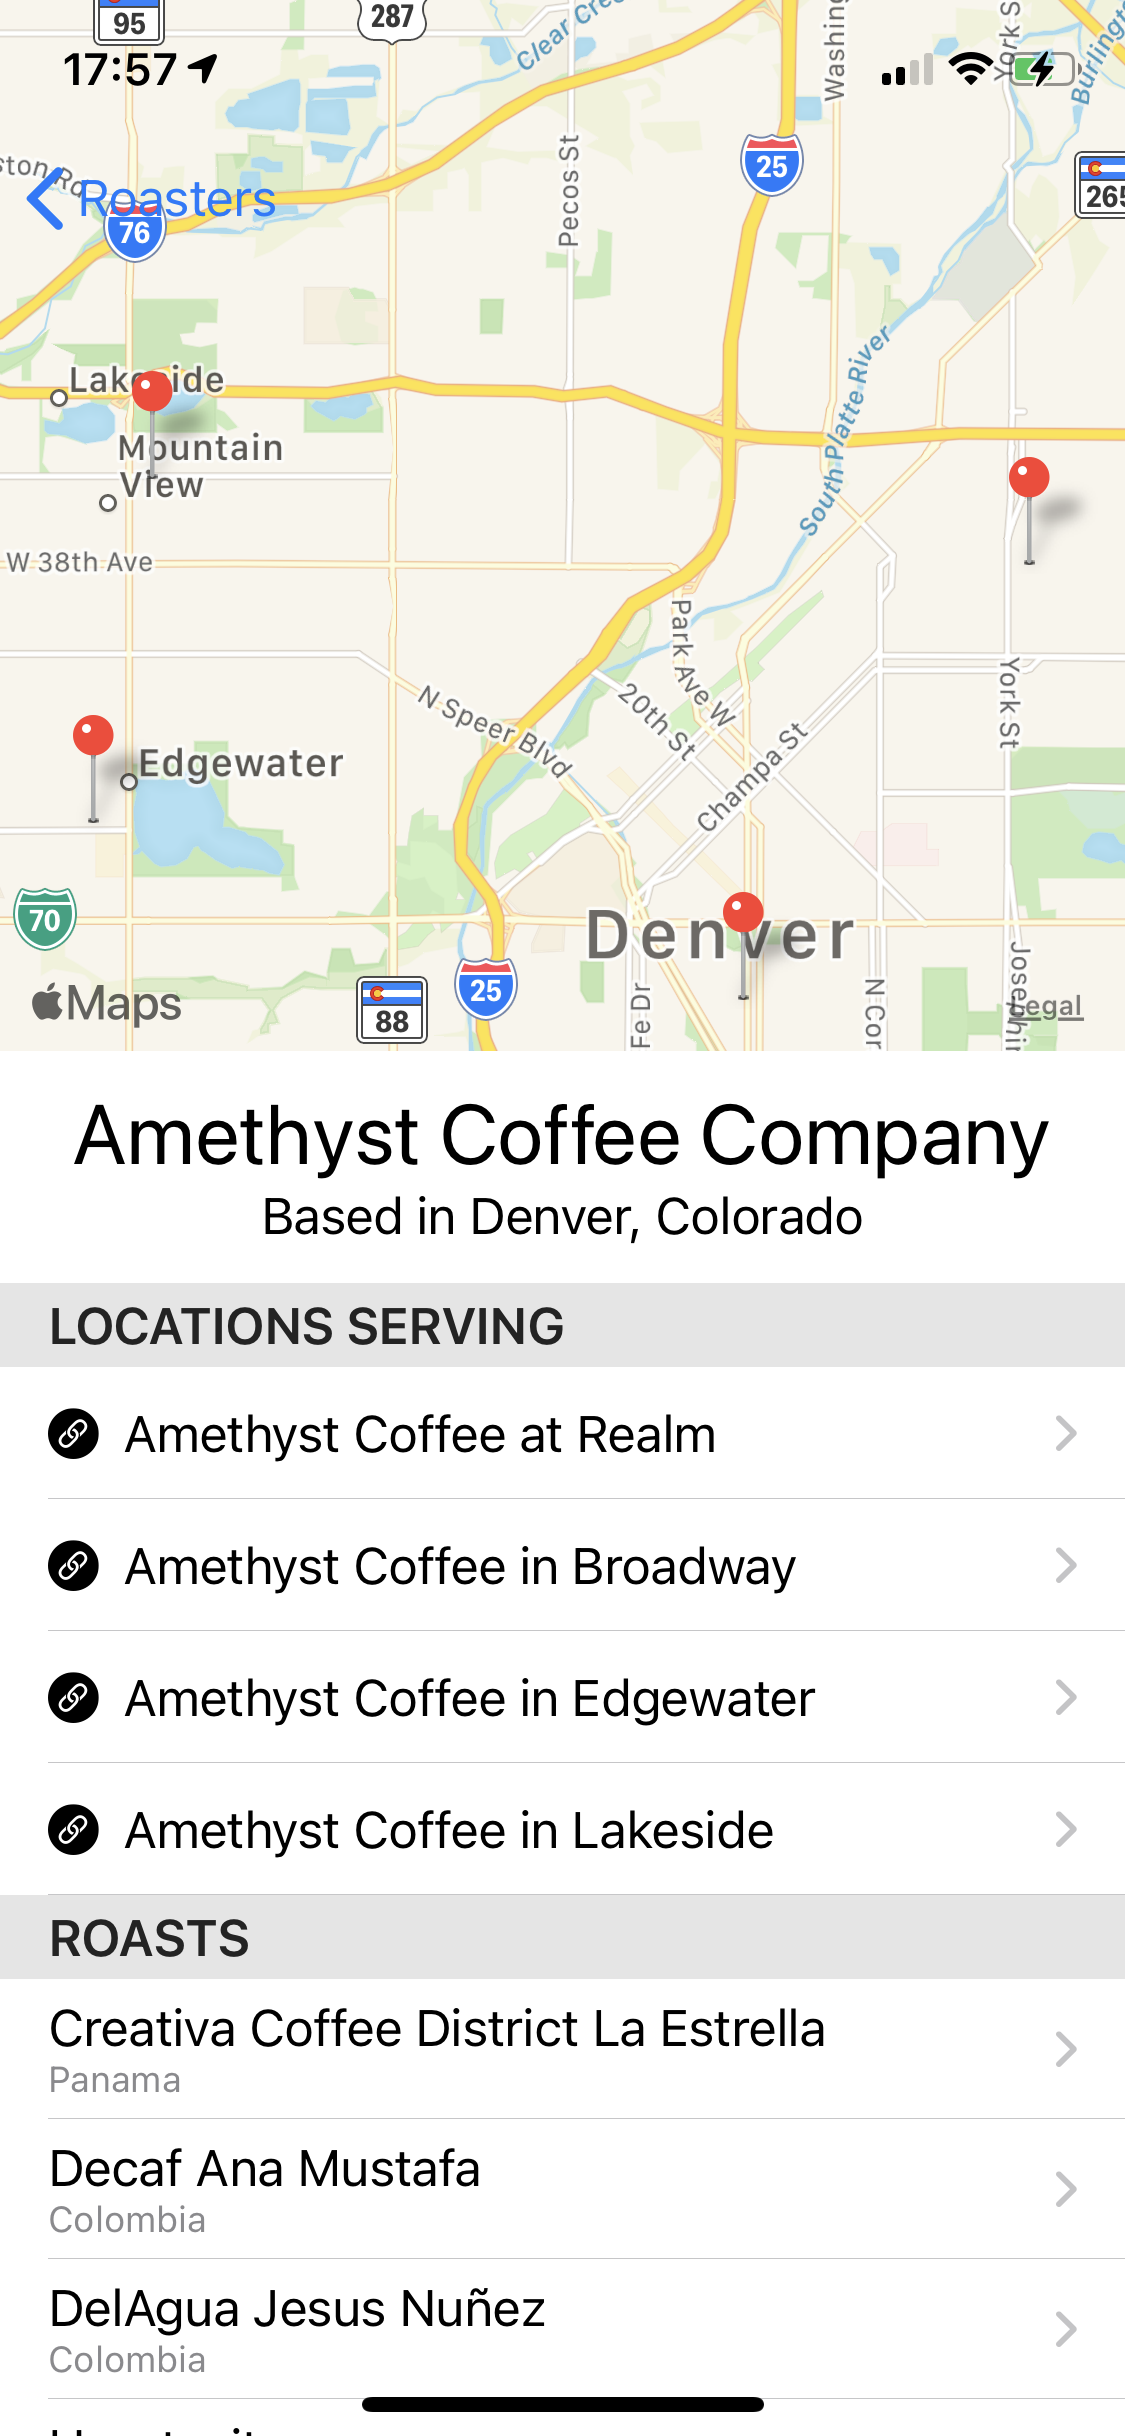 95
287
Clear
17:57
Washing
York S
Burlington
ston Rd
Roasters
76
Pecos St
25
265
South Platte River
Lakeside
Mountain
View
W 38th Ave
Park Ave W
20th St
York St
N Speer Blvd
Champa St
Edgewater
70
Denver
Maps
88
25
Fe Dr
N Cor
Josephin
Legal
Amethyst Coffee Company
Based in Denver, Colorado
LOCATIONS SERVING
Amethyst Coffee at Realm
Amethyst Coffee in Broadway
Amethyst Coffee in Edgewater
Amethyst Coffee in Lakeside
ROASTS
Creativa Coffee District La Estrella
Panama
Decaf Ana Mustafa
Colombia
DelAgua Jesus Nuñez
Colombia